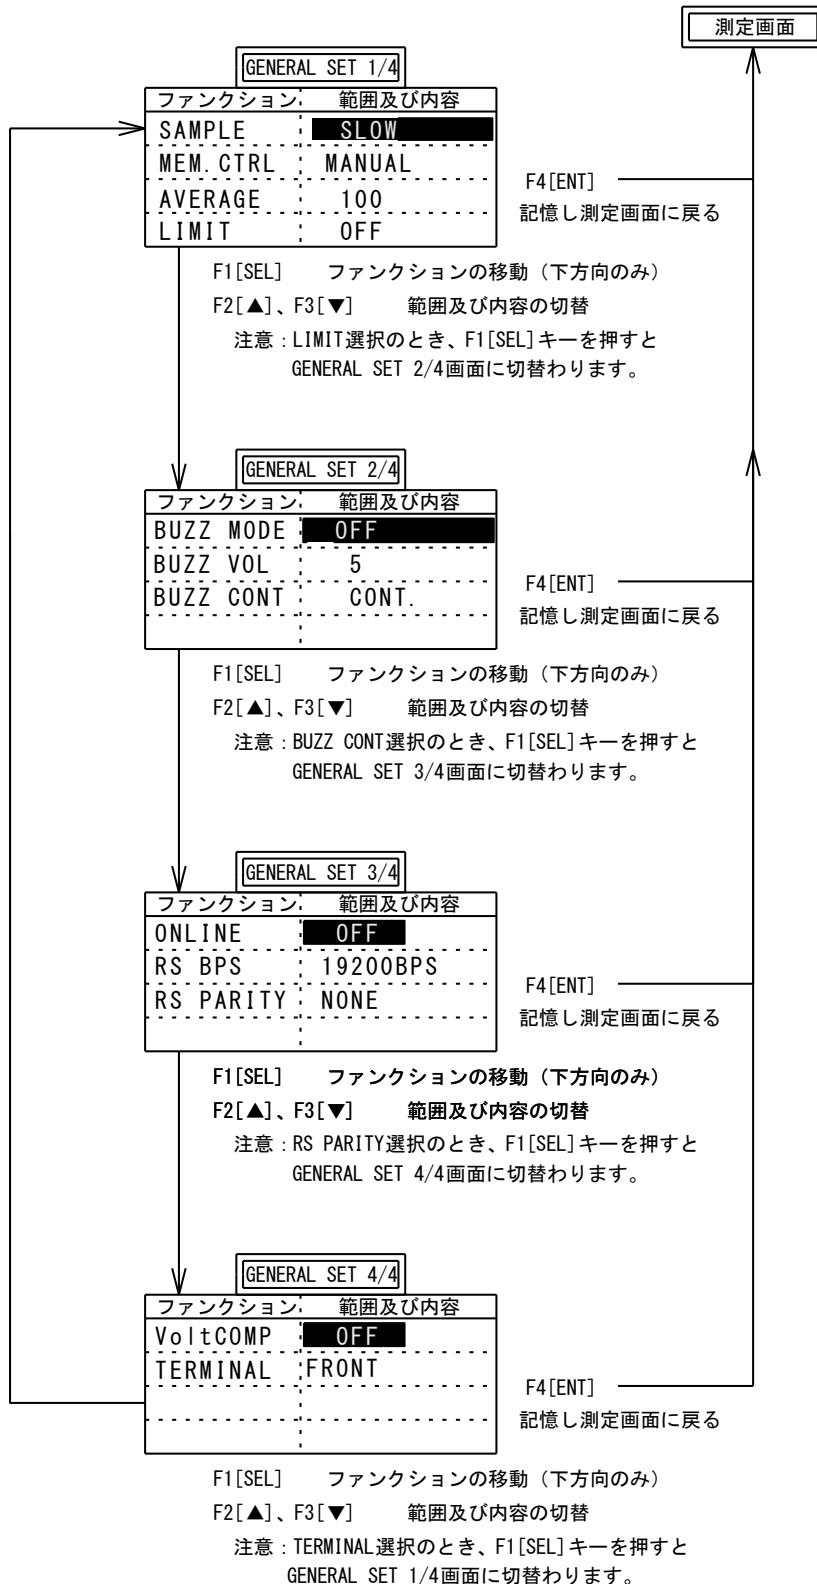 測定画面
GENERAL SET 1/4
ファンクション 範囲及び内容
SAMPLE SLOW
MEM.CTRL MANUAL
AVERAGE 100
LIMIT OFF
F4[ENT]
記憶し測定画面に戻る
F1[SEL] ファンクションの移動（下方向のみ）
F2[▲]、F3[▼] 範囲及び内容の切替
注意：LIMIT選択のとき、F1[SEL]キーを押すと
GENERAL SET 2/4画面に切替わります。
GENERAL SET 2/4
ファンクション 範囲及び内容
BUZZ MODE OFF
BUZZ VOL 5
BUZZ CONT CONT.
F4[ENT]
記憶し測定画面に戻る
F1[SEL] ファンクションの移動（下方向のみ）
F2[▲]、F3[▼] 範囲及び内容の切替
注意：BUZZ CONT選択のとき、F1[SEL]キーを押すと
GENERAL SET 3/4画面に切替わります。
GENERAL SET 3/4
ファンクション 範囲及び内容
ONLINE OFF
RS BPS 19200BPS
RS PARITY NONE
F4[ENT]
記憶し測定画面に戻る
F1[SEL] ファンクションの移動（下方向のみ）
F2[▲]、F3[▼] 範囲及び内容の切替
注意：RS PARITY選択のとき、F1[SEL]キーを押すと
GENERAL SET 4/4画面に切替わります。
GENERAL SET 4/4
ファンクション 範囲及び内容
VoltCOMP OFF
TERMINAL FRONT
F4[ENT]
記憶し測定画面に戻る
F1[SEL] ファンクションの移動（下方向のみ）
F2[▲]、F3[▼] 範囲及び内容の切替
注意：TERMINAL選択のとき、F1[SEL]キーを押すと
GENERAL SET 1/4画面に切替わります。